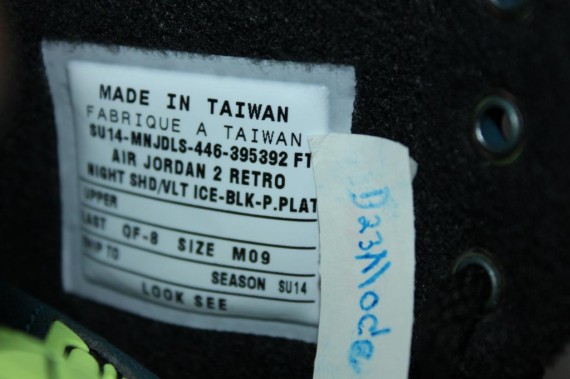 MADE IN TAIWAN
FABRIQUE A TAIWAN
SU14-MNJDLS-446-395392 FT
AIR JORDAN 2 RETRO
NIGHT SHD/VLT ICE-BLK-P.PLAT
UPPER
LAST QF-8 SIZE M09
SHIP TO
SEASON SU14
LOOK SEE
D23Mode